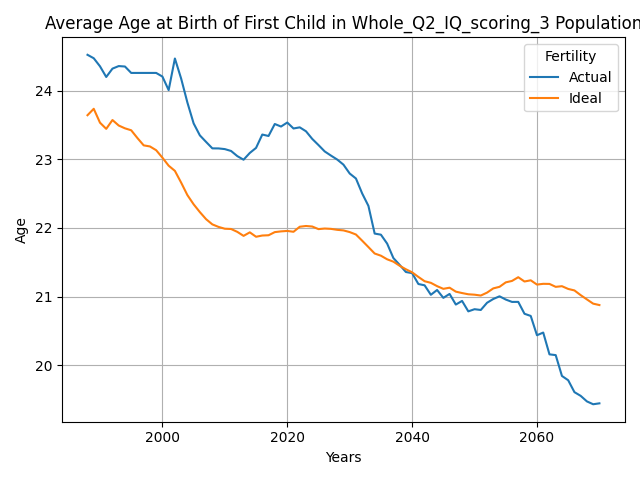 Average Age at Birth of First Child in Whole_Q2_IQ_scoring_3 Population
Fertility
Actual
Ideal
Age
24
23
22
21
20
2000
2020
2040
2060
Years